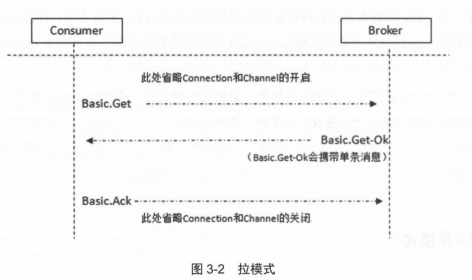 Consumer
Broker
此处省略Connection和Channel的开启
Basic.Get
Basic.Get-Ok
（Basic.Get-Ok会携带单条消息）
Basic.Ack
此处省略Connection和Channel的关闭
图 3-2 拉模式